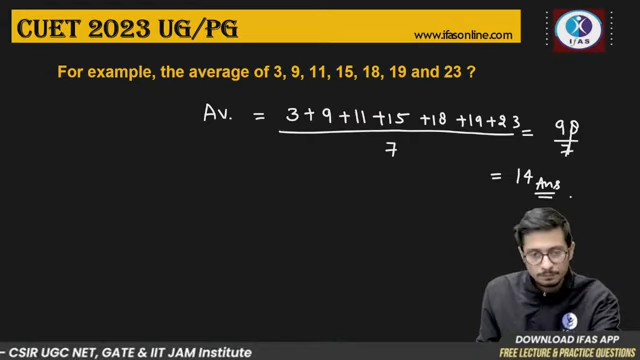 CUET 2023 UG/PG
www.ifasonline.com
iFAS
For example, the average of 3, 9, 11, 15, 18, 19 and 23 ?
Av. = 3 + 9 + 11 + 15 + 18 + 19 + 23 = 98
7 7
= 14 Ans
DOWNLOAD IFAS APP
- CSIR UGC NET, GATE & IIT JAM Institute
FREE LECTURE & PRACTICE QUESTIONS